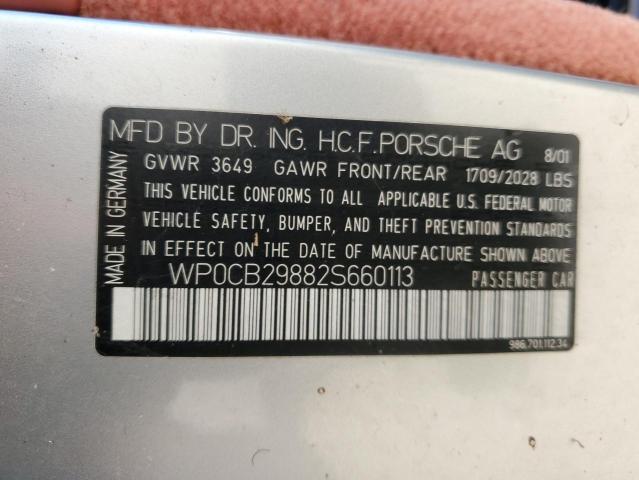 MFD BY DR. ING. H.C.F. PORSCHE AG 8/01
GVWR 3649 GAWR FRONT/REAR 1709/2028 LBS
THIS VEHICLE CONFORMS TO ALL APPLICABLE U.S. FEDERAL MOTOR
VEHICLE SAFETY, BUMPER, AND THEFT PREVENTION STANDARDS
IN EFFECT ON THE DATE OF MANUFACTURE SHOWN ABOVE
WP0CB29882S660113 PASSENGER CAR
986.701.112.34
MADE IN GERMANY